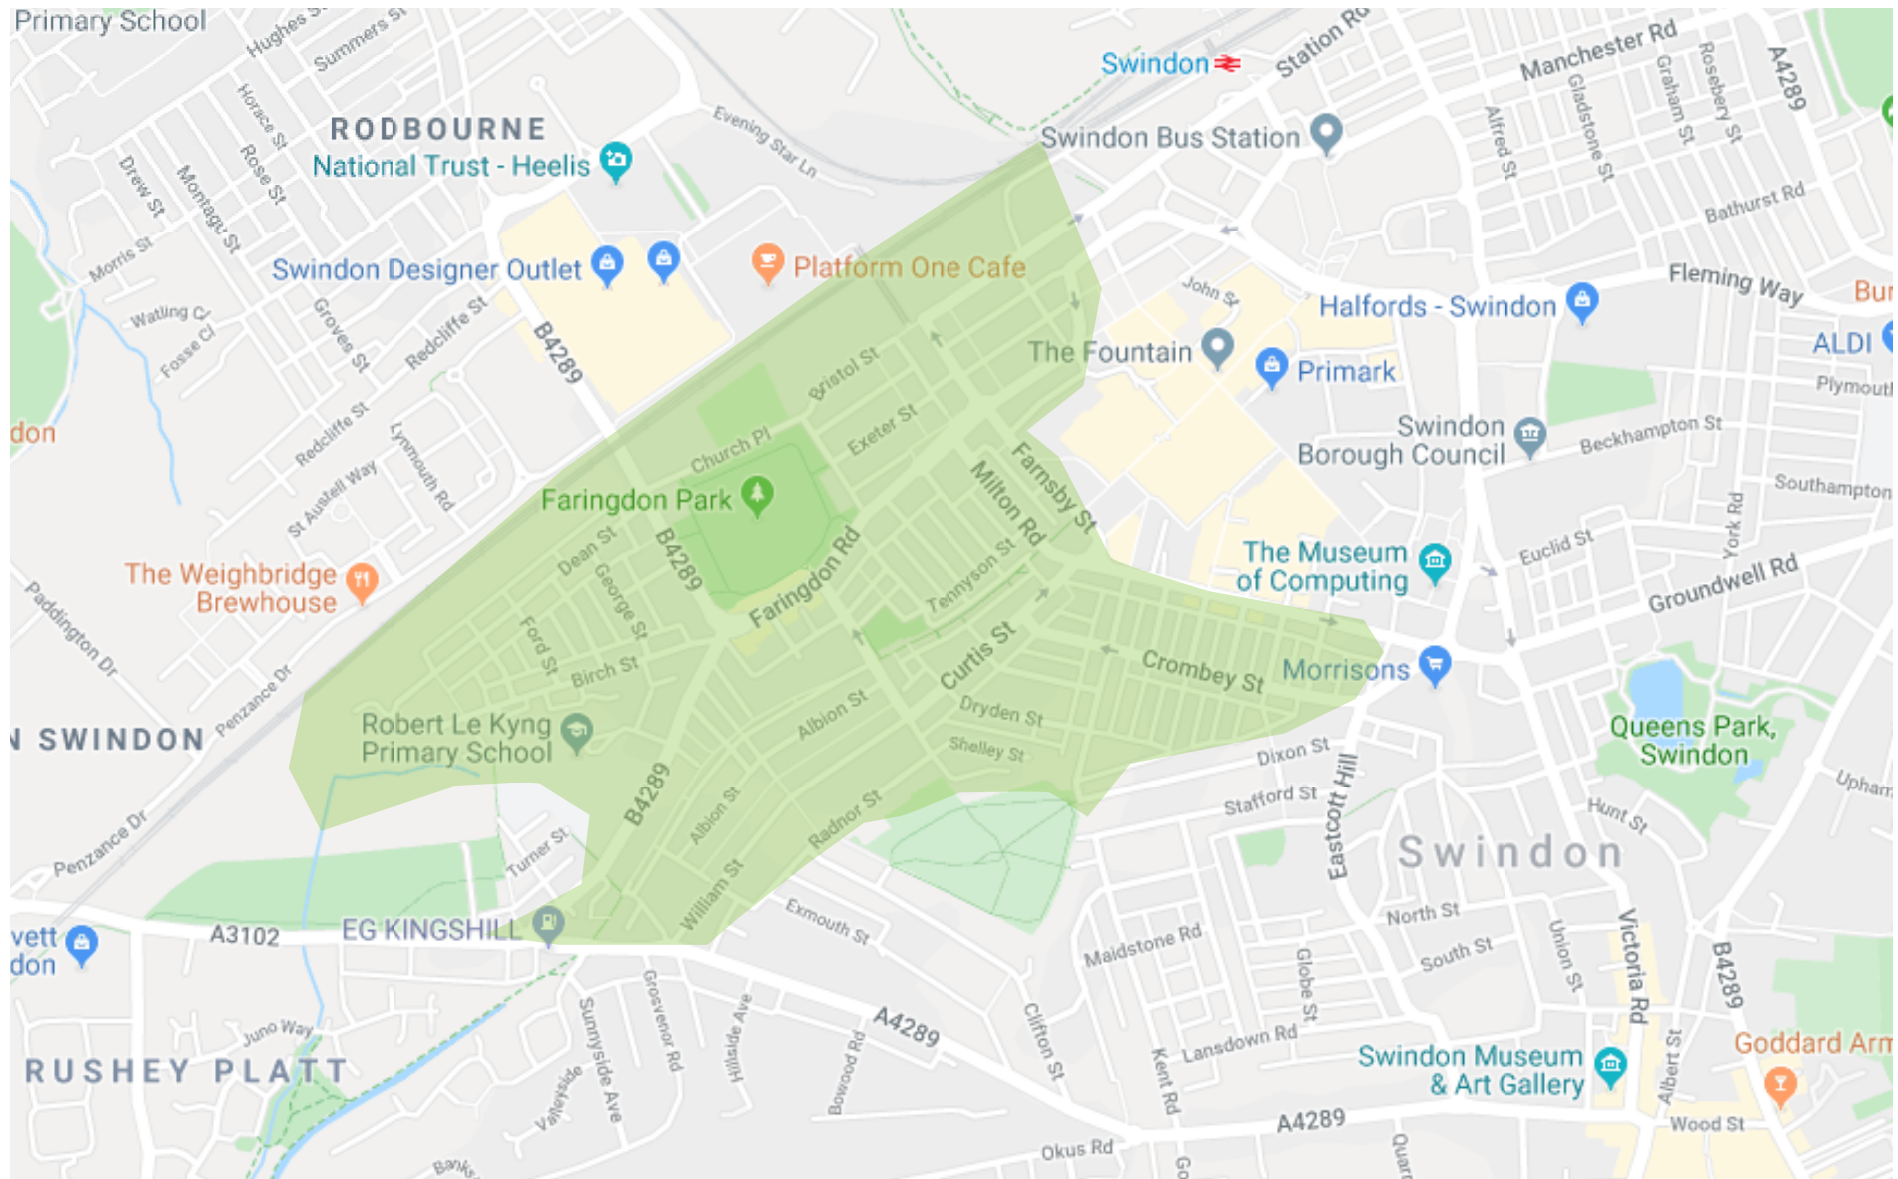 Primary School
Hughes St
Summers St
Station Rd
Swindon
Manchester Rd
A4289
Rosebery St
Graham St
Gladstone St
Alfred St
Horace St
RODBOURNE
National Trust - Heelis
Evening Star Ln
Swindon Bus Station
Drew St
Rose St
Montagu St
Bathurst Rd
Morris St
Swindon Designer Outlet
Platform One Cafe
John St
Fleming Way
Halfords - Swindon
Bur
Watling Cl
Fosse Cl
Groves St
Redcliffe St
B4289
The Fountain
Primark
ALDI
Plymouth
Bristol St
Exeter St
Redcliffe St
Lynmouth Rd
don
Church Pl
Swindon
Borough Council
Beckhampton St
St Austell Way
Faringdon Park
Milton Rd
Farnsby St
Southampton
York Rd
Euclid St
Dean St
B4289
Faringdon Rd
Tennyson St
The Museum
of Computing
Groundwell Rd
The Weighbridge
Brewhouse
George St
Paddington Dr
Ford St
Birch St
Curtis St
Crombey St
Morrisons
Penzance Dr
N SWINDON
Robert Le Kyng
Primary School
Albion St
Dryden St
Shelley St
Dixon St
Queens Park,
Swindon
Eastcott Hill
Stafford St
Upham
B4289
Albion St
Radnor St
Hunt St
Penzance Dr
Turner St
Swindon
William St
Exmouth St
North St
A3102
EG KINGSHILL
vett
don
Maidstone Rd
South St
Union St
Victoria Rd
B4289
Globe St
Grosvenor Rd
Sunnyside Ave
Hillside Ave
Clifton St
A4289
Juno Way
Bowood Rd
Lansdown Rd
Kent Rd
RUSHEY PLATT
Valleyside
Swindon Museum
& Art Gallery
Albert St
Goddard Arm
A4289
Wood St
Okus Rd
Banks
Go
Quar